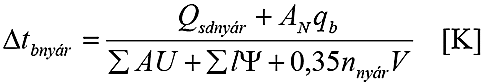 Δt_bnyár = (Q_sdnyár + A_N q_b) / (Σ AU + Σ lΨ + 0,35 n_nyár V) [K]